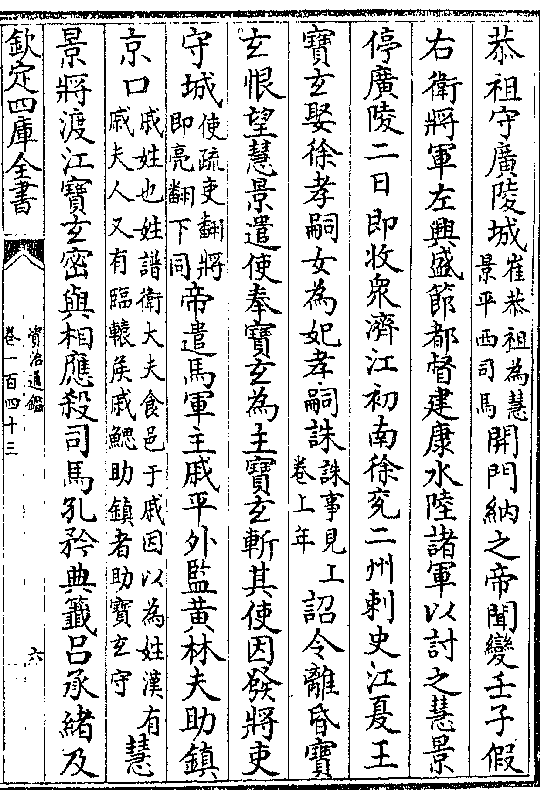 恭祖守廣陵城崔恭祖為慧景平西司馬開門納之帝聞變壬子假
右衛將軍左興盛節都督建康水陸諸軍以討之慧景
停廣陵二日即收衆濟江初南徐兖二州刺史江夏王
寶玄娶徐孝嗣女為妃孝嗣誅誅事見上卷上年詔令離昏寶
玄恨望慧景遣使奉寶玄為主寶玄斬其使因發將吏
守城使疏吏翻將即亮翻下同帝遣馬軍主戚平外監黃林夫助鎮
京口戚姓也姓譜衛大夫食邑于戚因以為姓漢有戚夫人又有臨轅侯戚鰓助鎮者助寶玄守慧
景將渡江寶玄密與相應殺司馬孔矜典籤吕承緒及
欽定四庫全書
資治通鑑
卷一百四十三
六